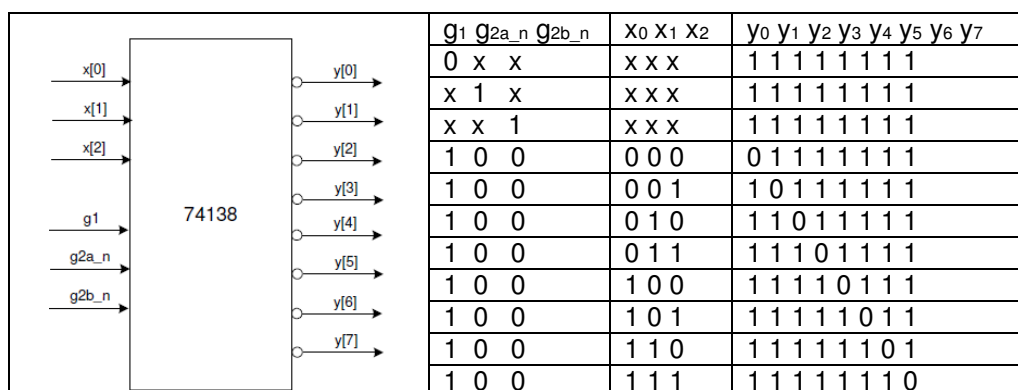 g1 g2a_n g2b_n x0 x1 x2 y0 y1 y2 y3 y4 y5 y6 y7
0 x x x x x 1 1 1 1 1 1 1 1
x 1 x x x x 1 1 1 1 1 1 1 1
x x 1 x x x 1 1 1 1 1 1 1 1
1 0 0 0 0 0 0 1 1 1 1 1 1 1
1 0 0 0 0 1 1 0 1 1 1 1 1 1
1 0 0 0 1 0 1 1 0 1 1 1 1 1
1 0 0 0 1 1 1 1 1 0 1 1 1 1
1 0 0 1 0 0 1 1 1 1 0 1 1 1
1 0 0 1 0 1 1 1 1 1 1 0 1 1
1 0 0 1 1 0 1 1 1 1 1 1 0 1
1 0 0 1 1 1 1 1 1 1 1 1 1 0
x[0]
x[1]
x[2]
g1
g2a_n
g2b_n
74138
y[0]
y[1]
y[2]
y[3]
y[4]
y[5]
y[6]
y[7]